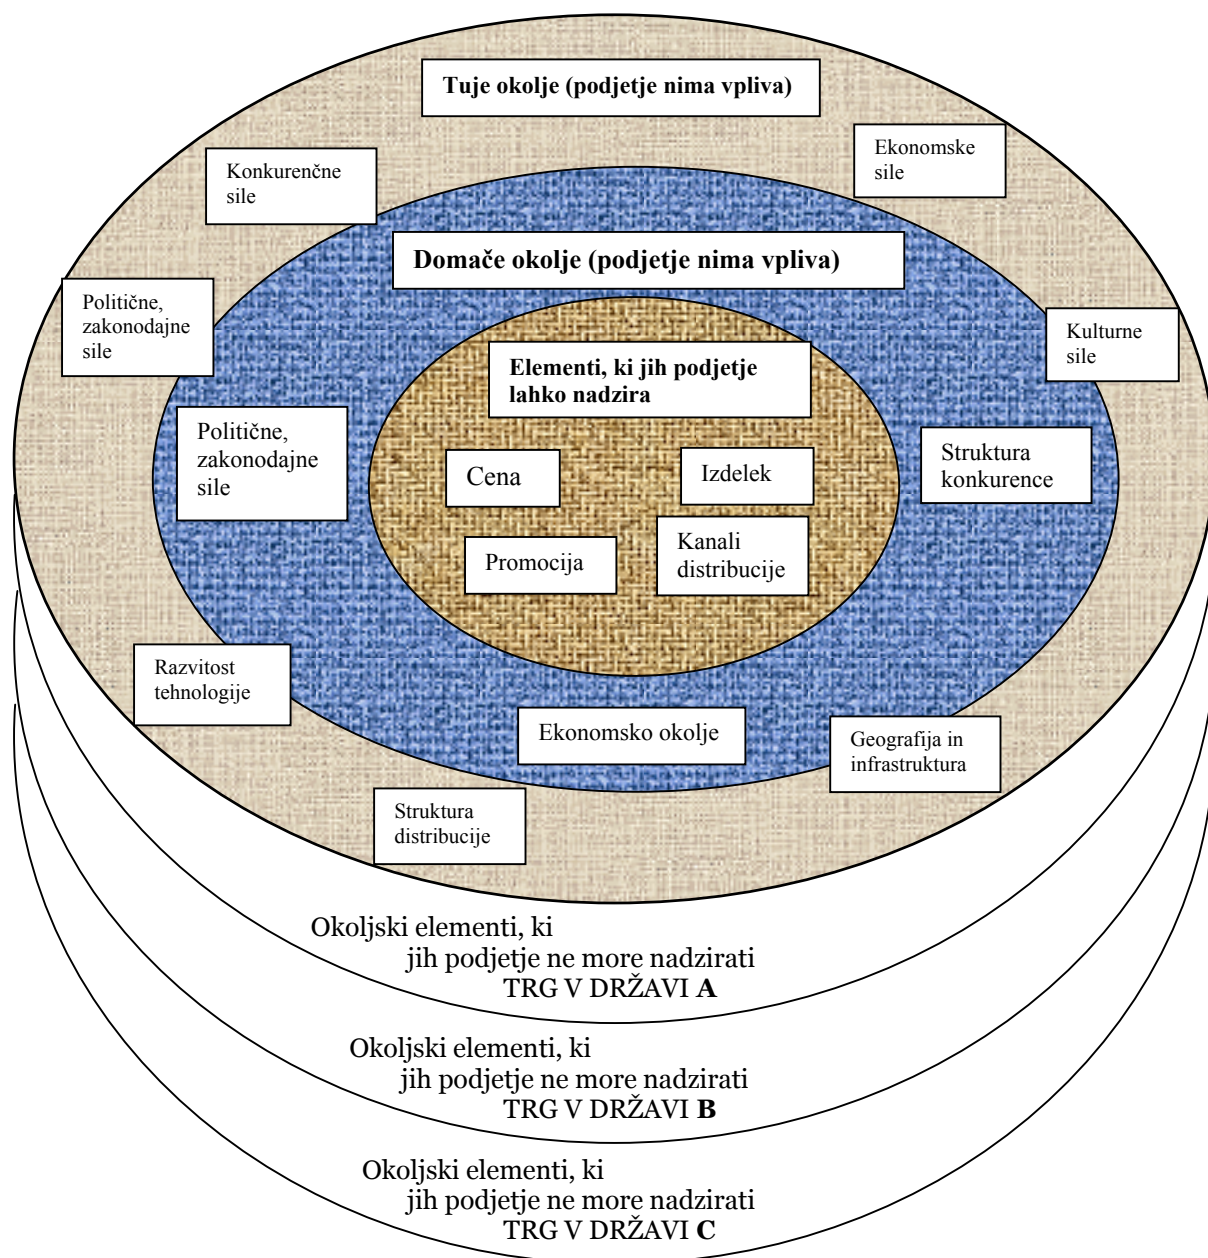 Tuje okolje (podjetje nima vpliva)
Ekonomske
sile
Konkurenčne
sile
Domače okolje (podjetje nima vpliva)
Politične,
zakonodajne
sile
Kulturne
sile
Elementi, ki jih podjetje
lahko nadzira
Politične,
zakonodajne
sile
Struktura
konkurence
Cena
Izdelek
Promocija
Kanali
distribucije
Razvitost
tehnologije
Ekonomsko okolje
Geografija in
infrastruktura
Struktura
distribucije
Okoljski elementi, ki
jih podjetje ne more nadzirati
TRG V DRŽAVI A
Okoljski elementi, ki
jih podjetje ne more nadzirati
TRG V DRŽAVI B
Okoljski elementi, ki
jih podjetje ne more nadzirati
TRG V DRŽAVI C